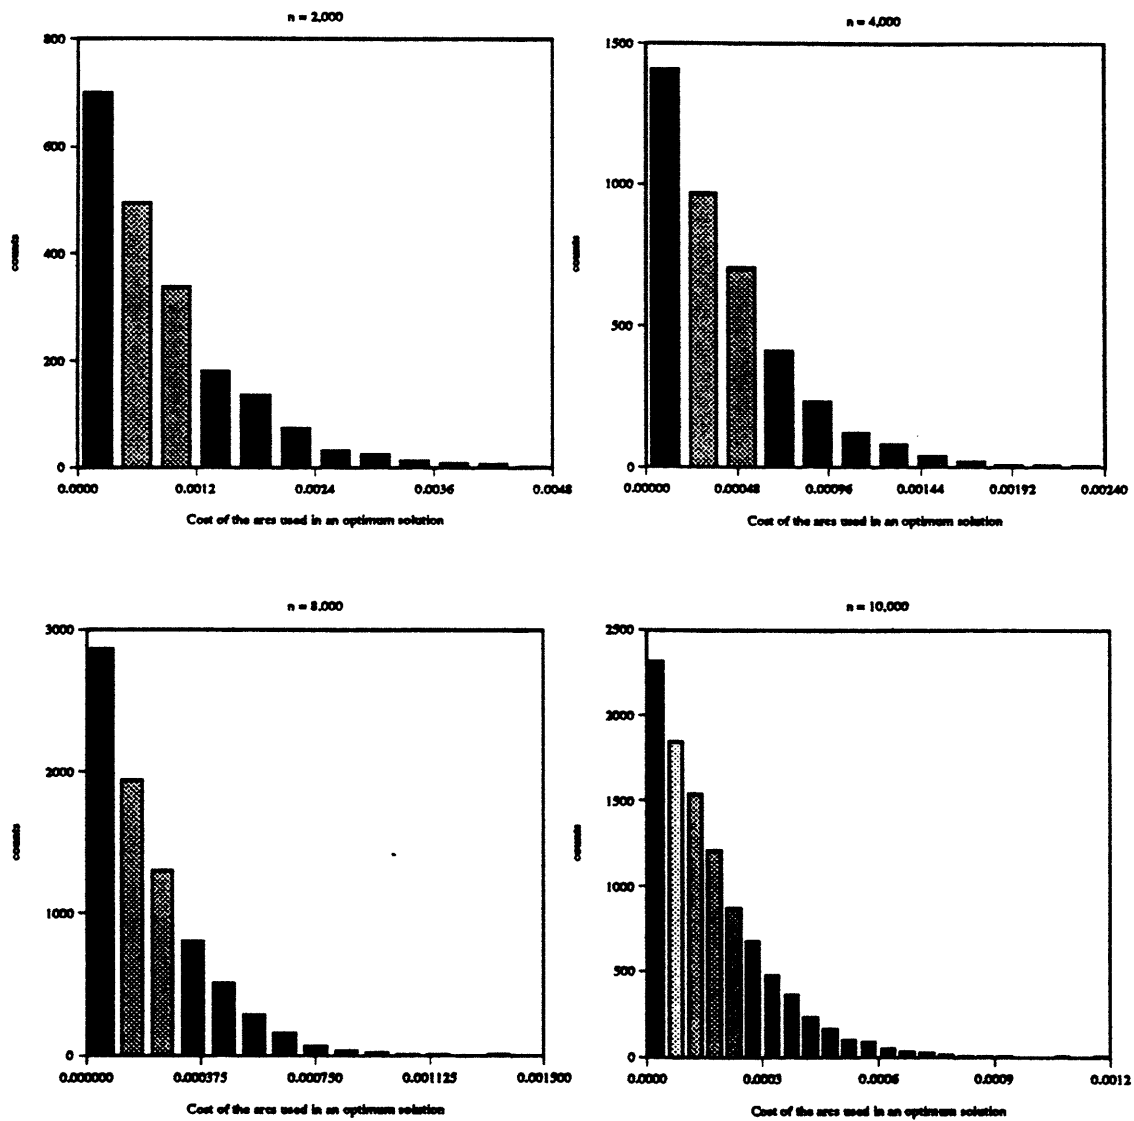 n = 2,000
800
600
400
200
0
counts
0.0000 0.0012 0.0024 0.0036 0.0048
Cost of the arcs used in an optimum solution
n = 4,000
1500
1000
500
0
counts
0.00000 0.00048 0.00096 0.00144 0.00192 0.00240
Cost of the arcs used in an optimum solution
n = 8,000
3000
2000
1000
0
counts
0.000000 0.000375 0.000750 0.001125 0.001500
Cost of the arcs used in an optimum solution
n = 10,000
2500
2000
1500
1000
500
0
counts
0.0000 0.0003 0.0006 0.0009 0.0012
Cost of the arcs used in an optimum solution